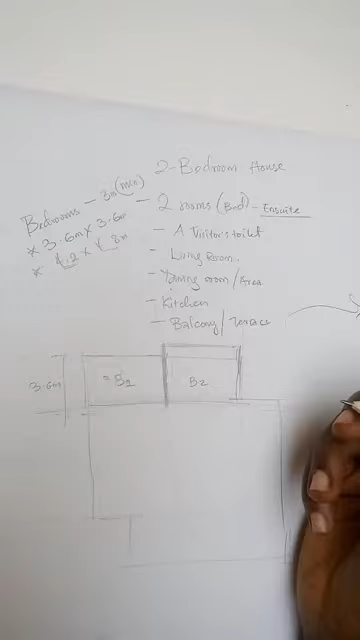 2-Bedroom House
Bedrooms - 3m (min)
* 3.6m x 3.6m
- 2 rooms (Bed) - Ensuite
- A Visitor's toilet
- Living Room.
- Dining room / Area
- Kitchen
- Balcony / Terrace
3.6m
B1
B2